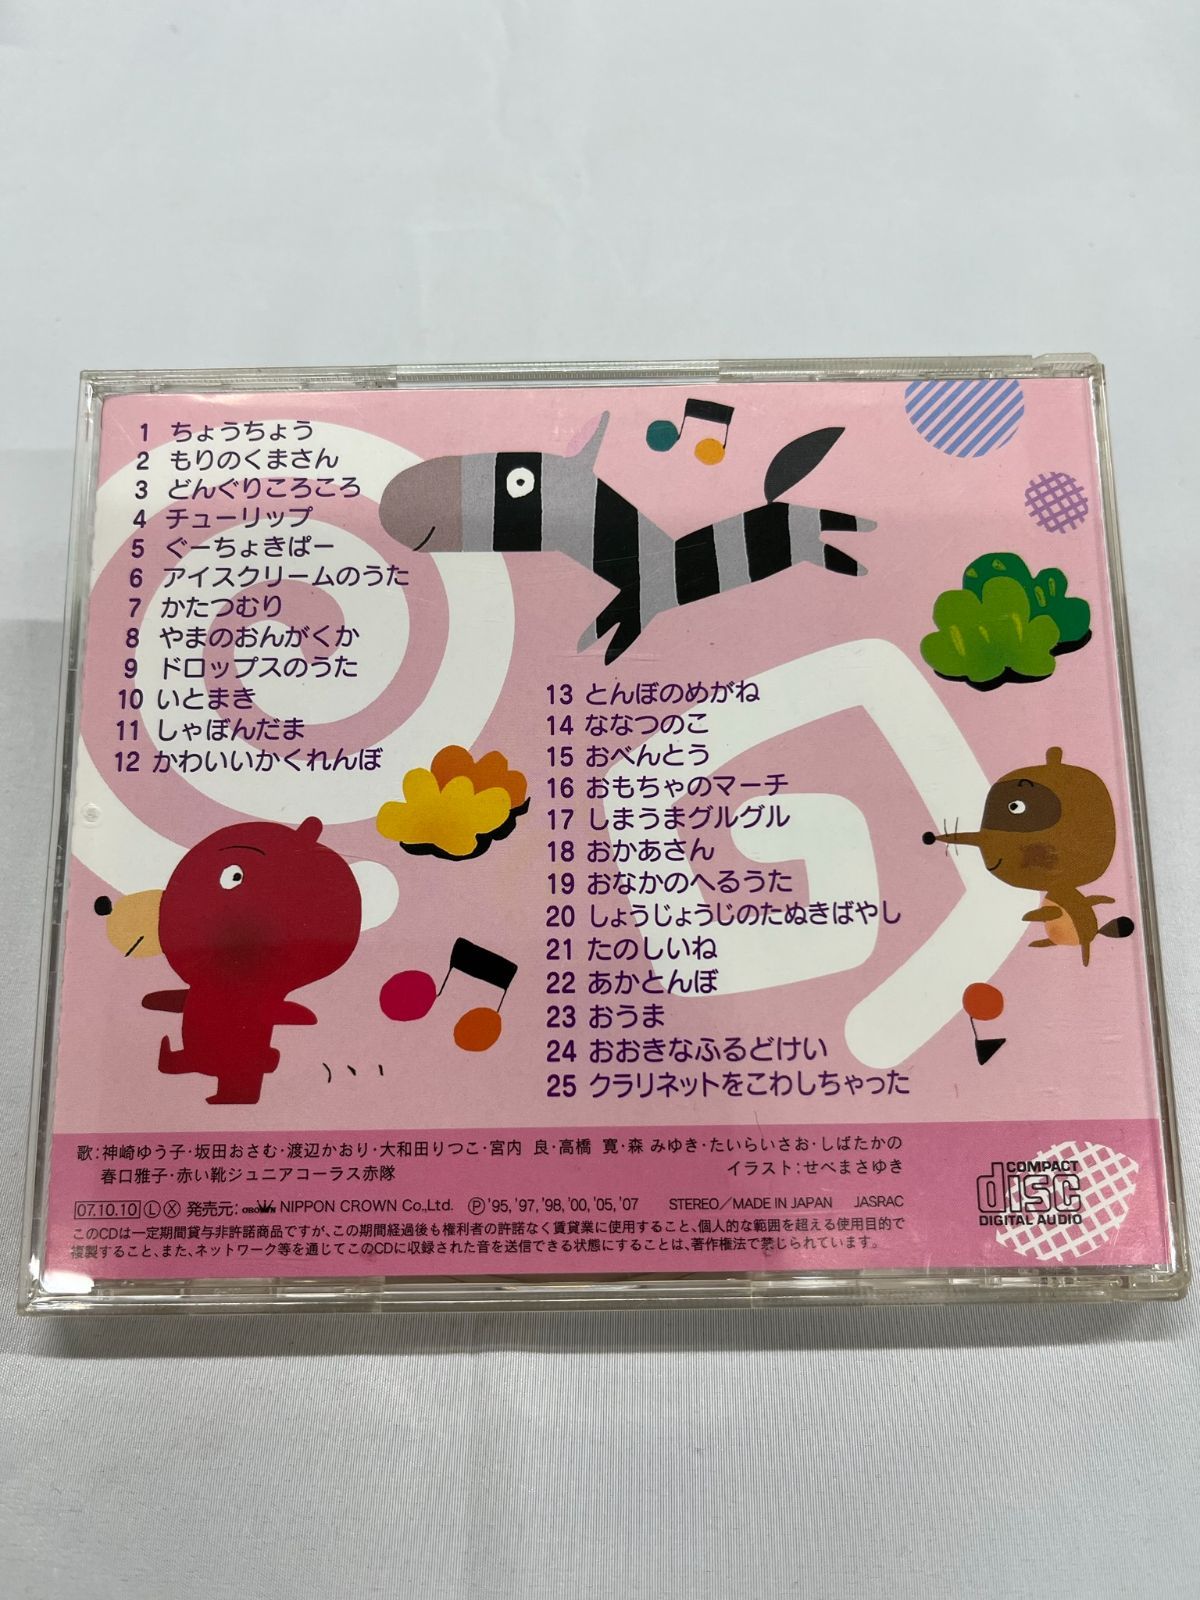 1 ちょうちょう
2 もりのくまさん
3 どんぐりころころ
4 チューリップ
5 ぐーちょきぱー
6 アイスクリームのうた
7 かたつむり
8 やまのおんがくか
9 ドロップスのうた
10 いとまき
11 しゃぼんだま
12 かわいいかくれんぼ
13 とんぼのめがね
14 ななつのこ
15 おべんとう
16 おもちゃのマーチ
17 しまうまグルグル
18 おかあさん
19 おなかのへるうた
20 しょうじょうじのたぬきばやし
21 たのしいね
22 あかとんぼ
23 おうま
24 おおきなふるどけい
25 クラリネットをこわしちゃった
歌:神崎ゆう子・坂田おさむ・渡辺かおり・大和田りつこ・宮内 良・高橋 寛・森 みゆき・たいらいさお・しばたかの
春口雅子・赤い靴ジュニアコーラス赤隊 イラスト:せべまさゆき
07.10.10 Ⓛ Ⓧ 発売元: CROWN NIPPON CROWN Co.,Ltd. Ⓟ'95,'97,'98,'00,'05,'07 STEREO/MADE IN JAPAN JASRAC
このCDは一定期間貸与非許諾商品ですが、この期間経過後も権利者の許諾なく賃貸業に使用すること、個人的な範囲を超える使用目的で
複製すること、また、ネットワーク等を通じてこのCDに収録された音を送信できる状態にすることは、著作権法で禁じられています。
COMPACT
disc
DIGITAL AUDIO